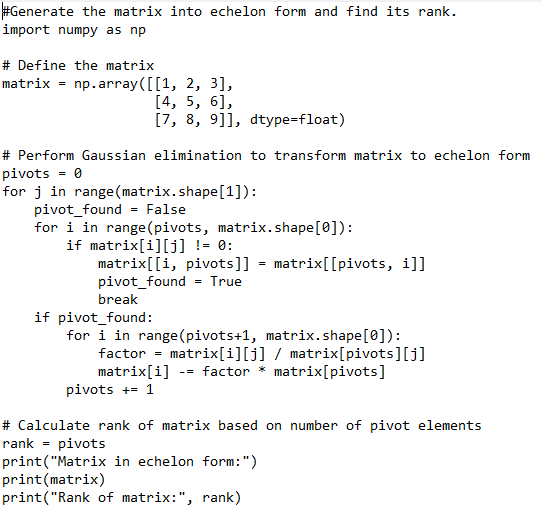 #Generate the matrix into echelon form and find its rank.
import numpy as np

# Define the matrix
matrix = np.array([[1, 2, 3],
                   [4, 5, 6],
                   [7, 8, 9]], dtype=float)

# Perform Gaussian elimination to transform matrix to echelon form
pivots = 0
for j in range(matrix.shape[1]):
    pivot_found = False
    for i in range(pivots, matrix.shape[0]):
        if matrix[i][j] != 0:
            matrix[[i, pivots]] = matrix[[pivots, i]]
            pivot_found = True
            break
    if pivot_found:
        for i in range(pivots+1, matrix.shape[0]):
            factor = matrix[i][j] / matrix[pivots][j]
            matrix[i] -= factor * matrix[pivots]
        pivots += 1

# Calculate rank of matrix based on number of pivot elements
rank = pivots
print("Matrix in echelon form:")
print(matrix)
print("Rank of matrix:", rank)